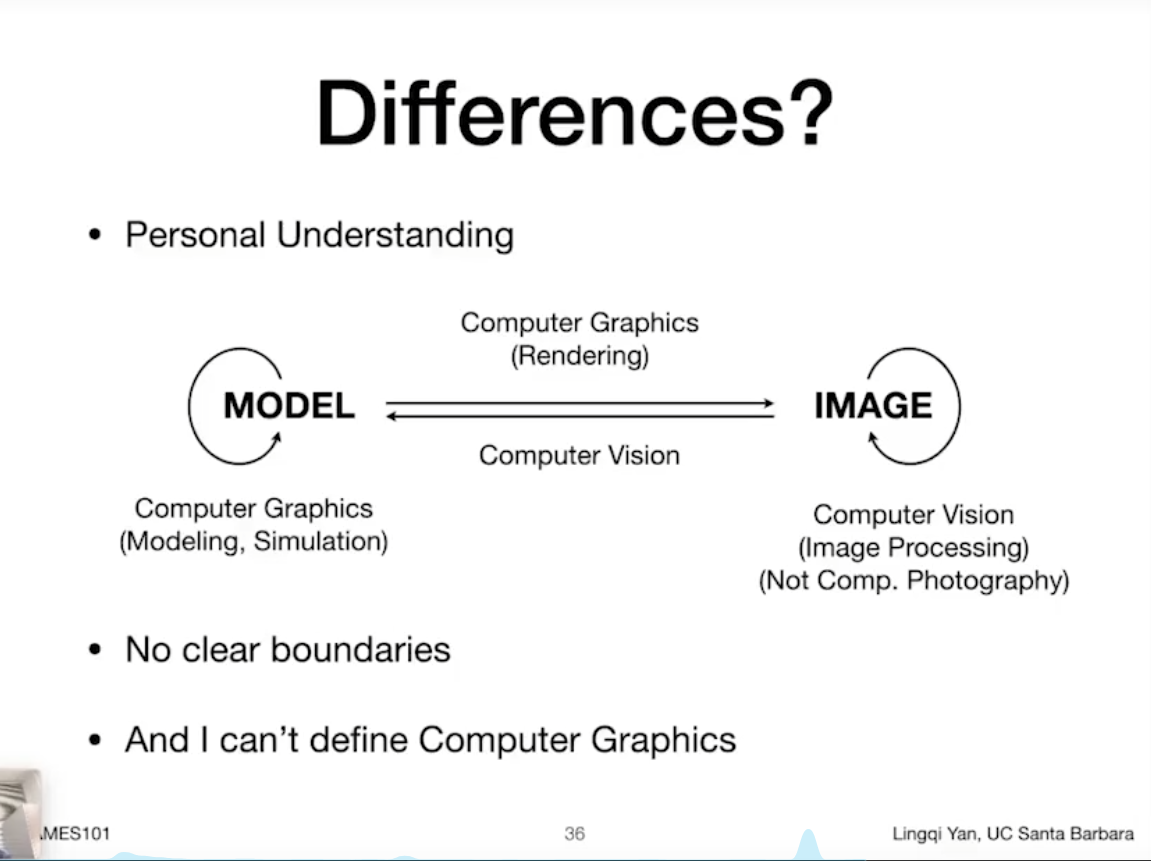 Differences?
• Personal Understanding
Computer Graphics
(Rendering)
MODEL
IMAGE
Computer Vision
Computer Graphics
(Modeling, Simulation)
Computer Vision
(Image Processing)
(Not Comp. Photography)
• No clear boundaries
• And I can't define Computer Graphics
MES101
36
Lingqi Yan, UC Santa Barbara